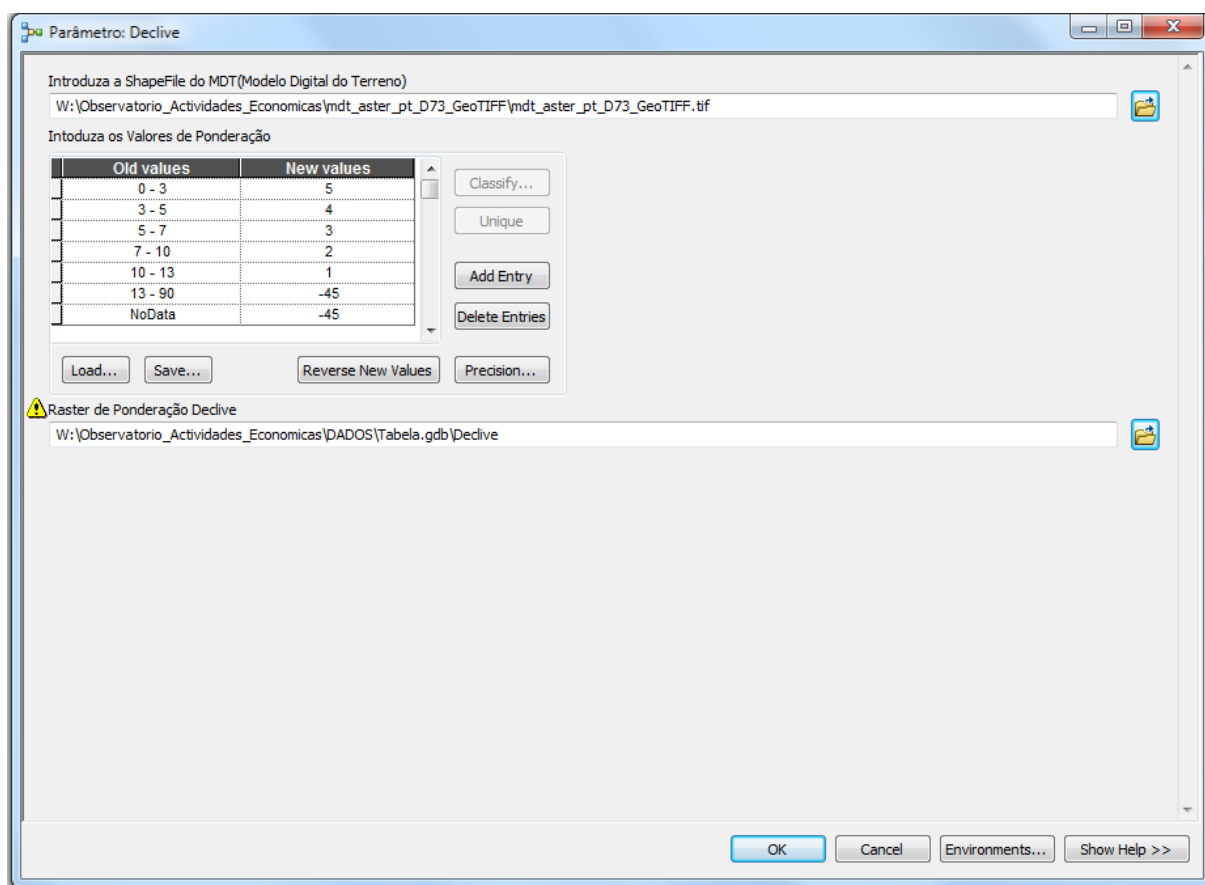 Parâmetro: Declive
Introduza a ShapeFile do MDT(Modelo Digital do Terreno)
W:\Observatorio_Actividades_Economicas\mdt_aster_pt_D73_GeoTIFF\mdt_aster_pt_D73_GeoTIFF.tif
Intoduza os Valores de Ponderação
Old values New values
0 - 3 5
3 - 5 4
5 - 7 3
7 - 10 2
10 - 13 1
13 - 90 -45
NoData -45
Classify...
Unique
Add Entry
Delete Entries
Load... Save... Reverse New Values Precision...
Raster de Ponderação Declive
W:\Observatorio_Actividades_Economicas\DADOS\Tabela.gdb\Declive
OK Cancel Environments... Show Help >>